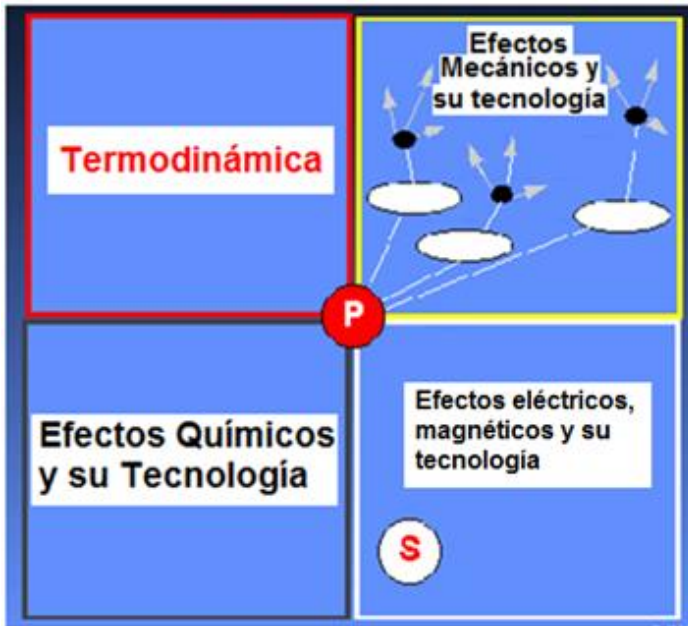 Termodinámica
Efectos
Mecánicos y
su tecnología
P
Efectos Químicos
y su Tecnología
Efectos eléctricos,
magnéticos y su
tecnología
S